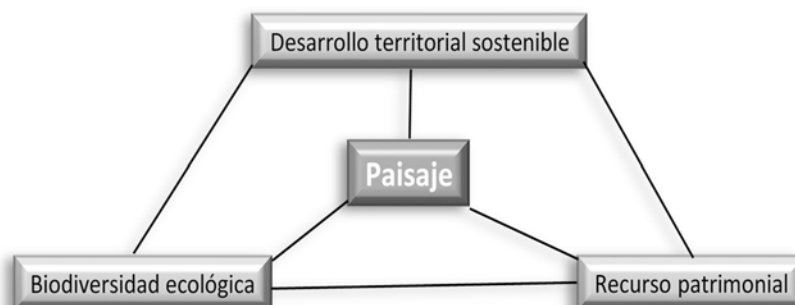 Desarrollo territorial sostenible
Paisaje
Biodiversidad ecológica
Recurso patrimonial